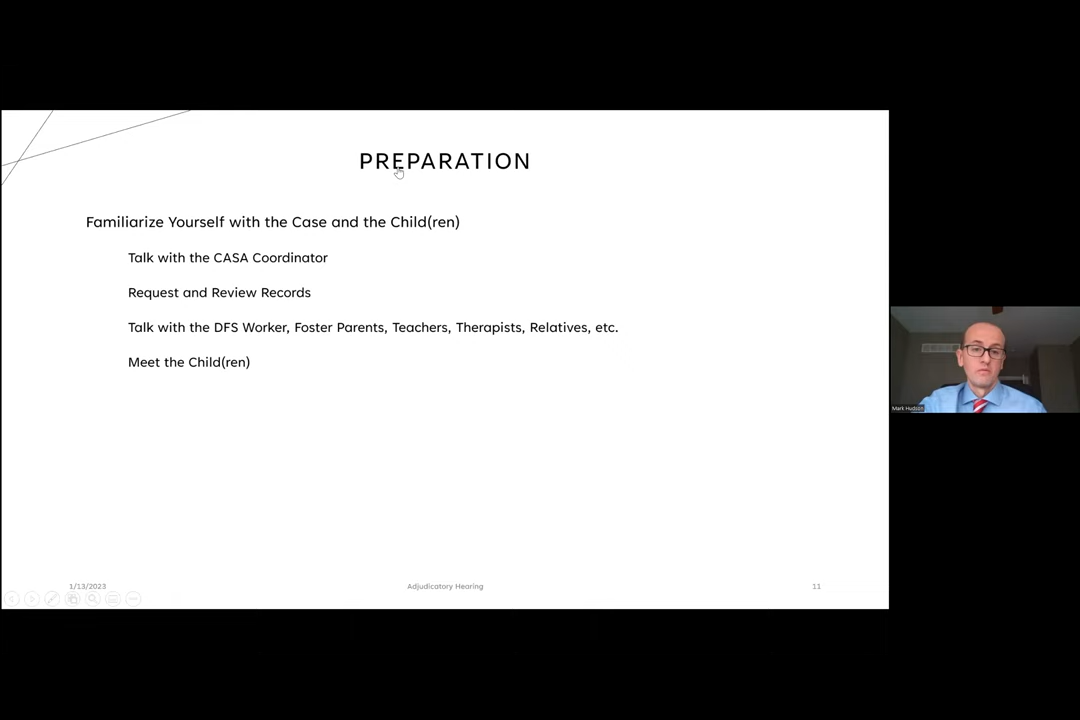 PREPARATION
Familiarize Yourself with the Case and the Child(ren)
Talk with the CASA Coordinator
Request and Review Records
Talk with the DFS Worker, Foster Parents, Teachers, Therapists, Relatives, etc.
Meet the Child(ren)
1/13/2023
Adjudicatory Hearing
11
Mark Hudson